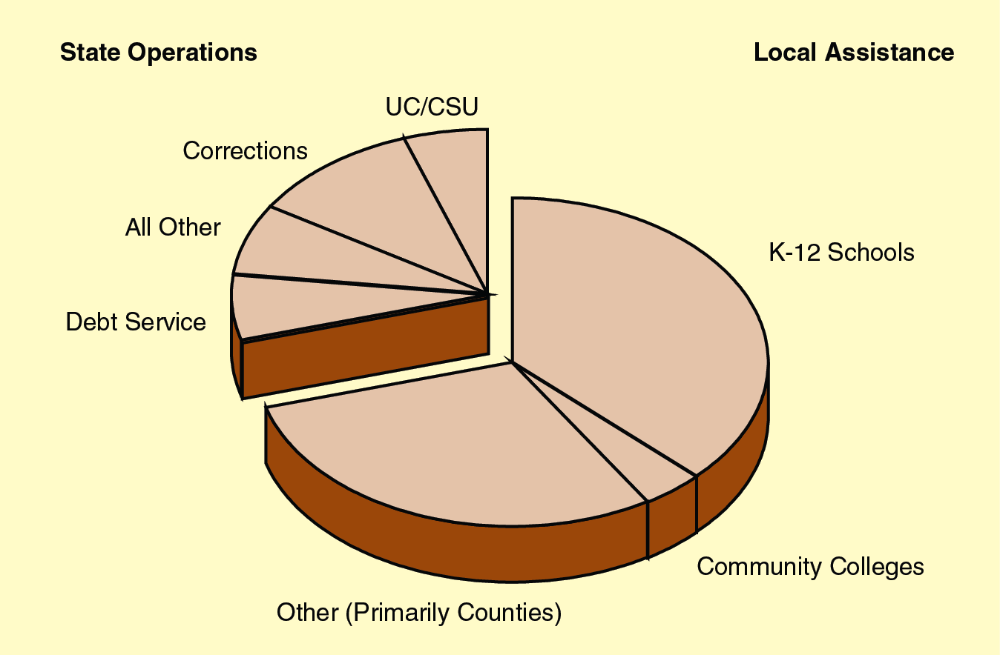 State Operations
Local Assistance
UC/CSU
Corrections
All Other
K-12 Schools
Debt Service
Community Colleges
Other (Primarily Counties)